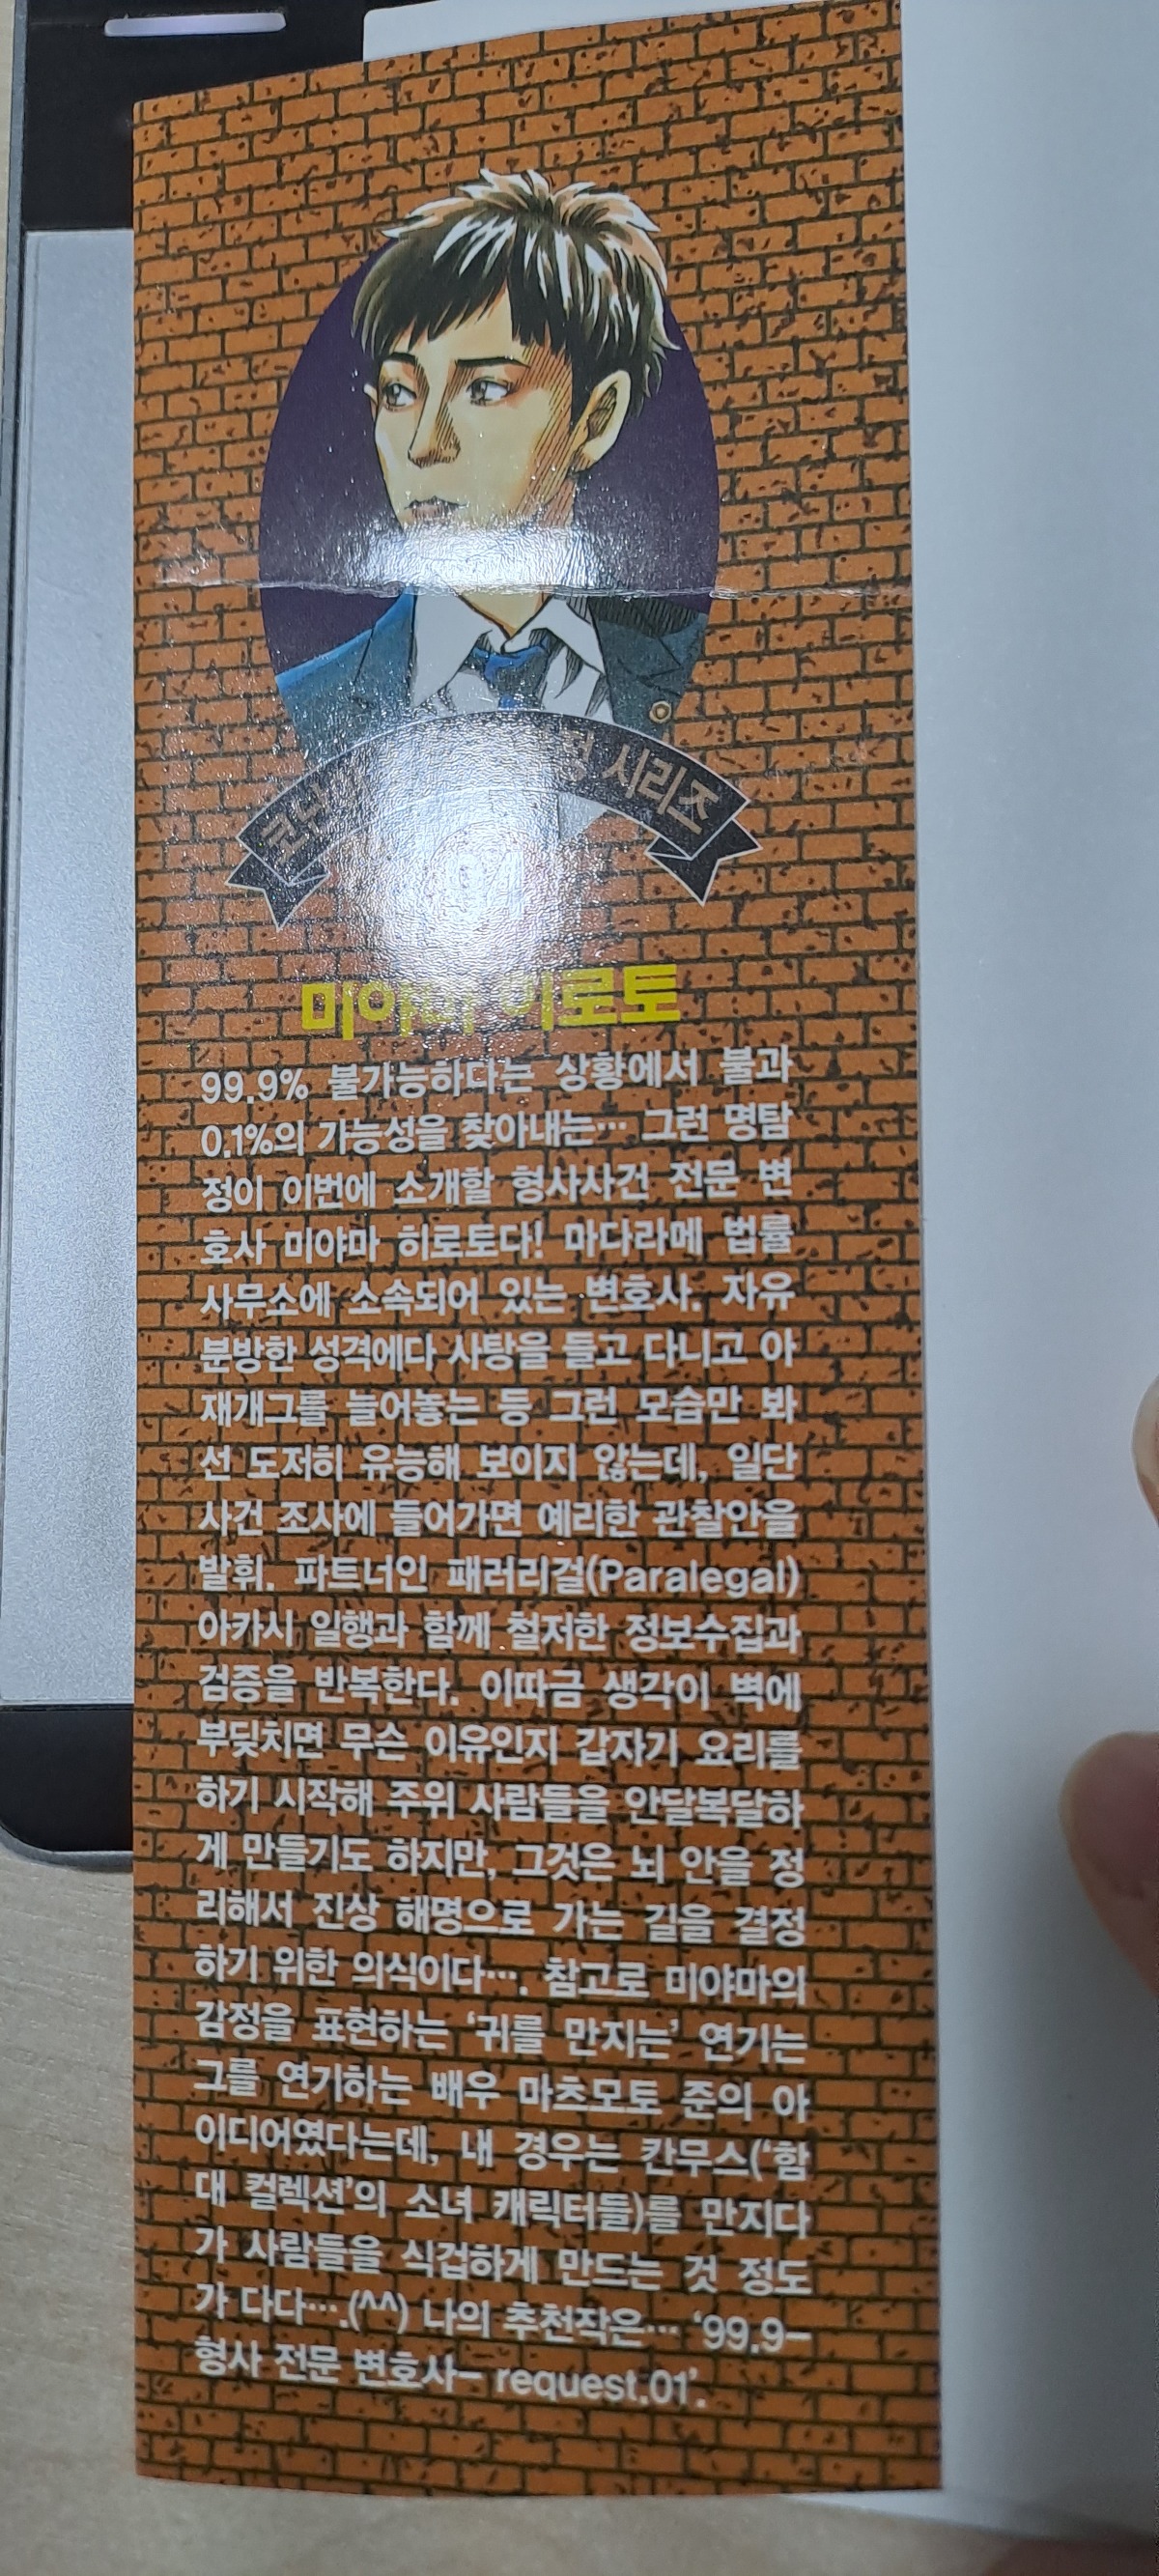 시리즈
미야마 히로토
99.9% 불가능하다는 상황에서 불과
0.1%의 가능성을 찾아내는… 그런 명탐
정이 이번에 소개할 형사사건 전문 변
호사 미야마 히로토다! 마다라메 법률
사무소에 소속되어 있는 변호사. 자유
분방한 성격에다 사탕을 들고 다니고 아
재개그를 늘어놓는 등 그런 모습만 봐
선 도저히 유능해 보이지 않는데, 일단
사건 조사에 들어가면 예리한 관찰안을
발휘. 파트너인 패러리걸(Paralegal)
아카시 일행과 함께 철저한 정보수집과
검증을 반복한다. 이따금 생각이 벽에
부딪치면 무슨 이유인지 갑자기 요리를
하기 시작해 주위 사람들을 안달복달하
게 만들기도 하지만, 그것은 뇌 안을 정
리해서 진상 해명으로 가는 길을 결정
하기 위한 의식이다…. 참고로 미야마의
감정을 표현하는 ‘귀를 만지는’ 연기는
그를 연기하는 배우 마츠모토 준의 아
이디어였다는데, 내 경우는 칸무스(‘함
대 컬렉션’의 소녀 캐릭터들)를 만지다
가 사람들을 식겁하게 만드는 것 정도
가 다다….(^^) 나의 추천작은… ‘99.9–
형사 전문 변호사– request.01’.